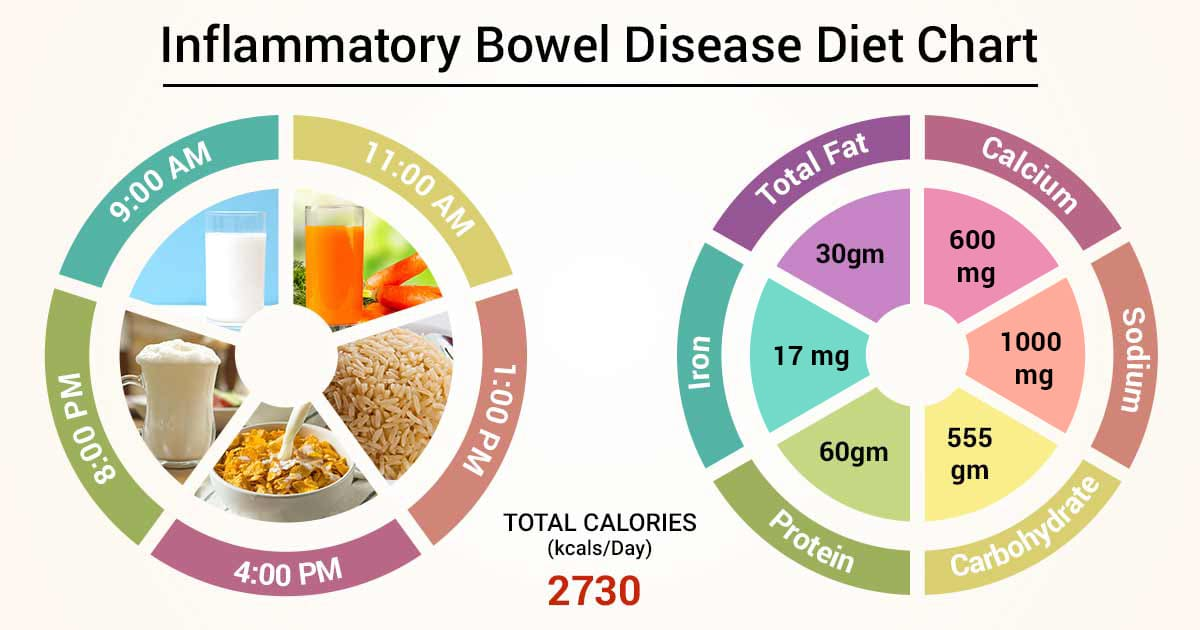 Inflammatory Bowel Disease Diet Chart
9:00 AM
11:00 AM
1:00 PM
4:00 PM
8:00 PM
TOTAL CALORIES
(kcals/Day)
2730
Total Fat
30gm
Calcium
600
mg
Sodium
1000
mg
Carbohydrate
555
gm
Protein
60gm
Iron
17 mg